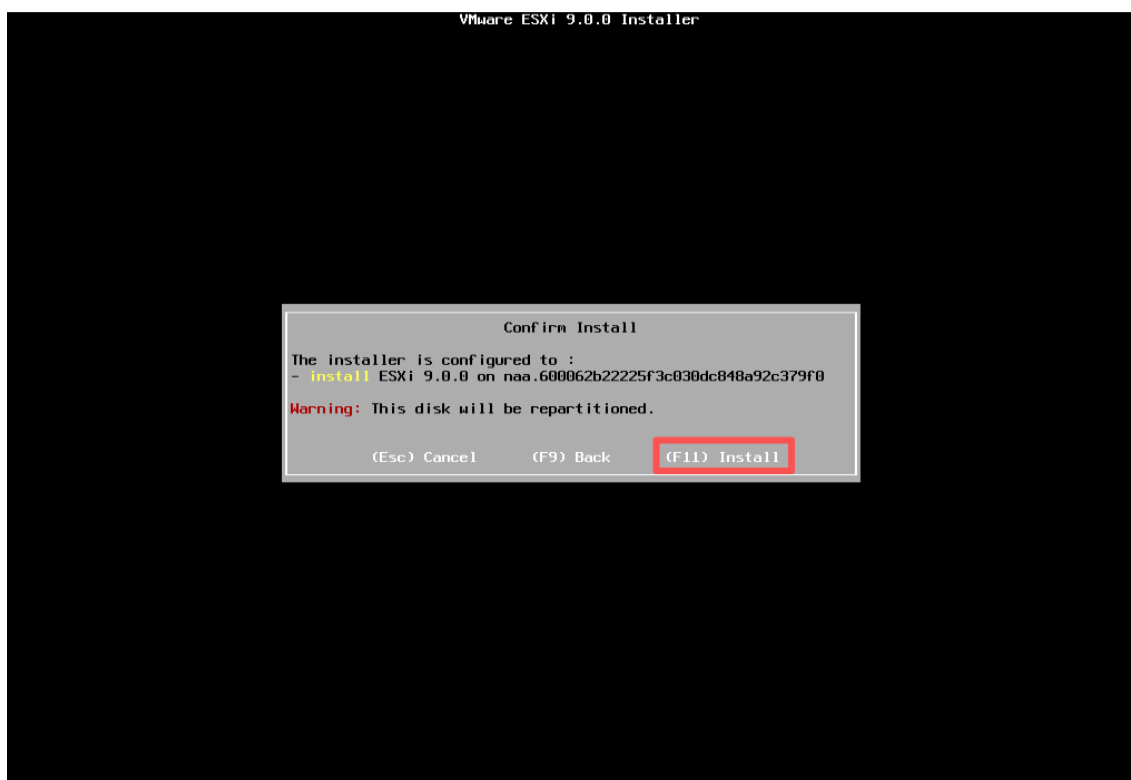 VMware ESXi 9.0.0 Installer
Confirm Install
The installer is configured to :
- install ESXi 9.0.0 on naa.600062b22225f3c030dc848a92c379f0
Warning: This disk will be repartitioned.
(Esc) Cancel (F9) Back (F11) Install